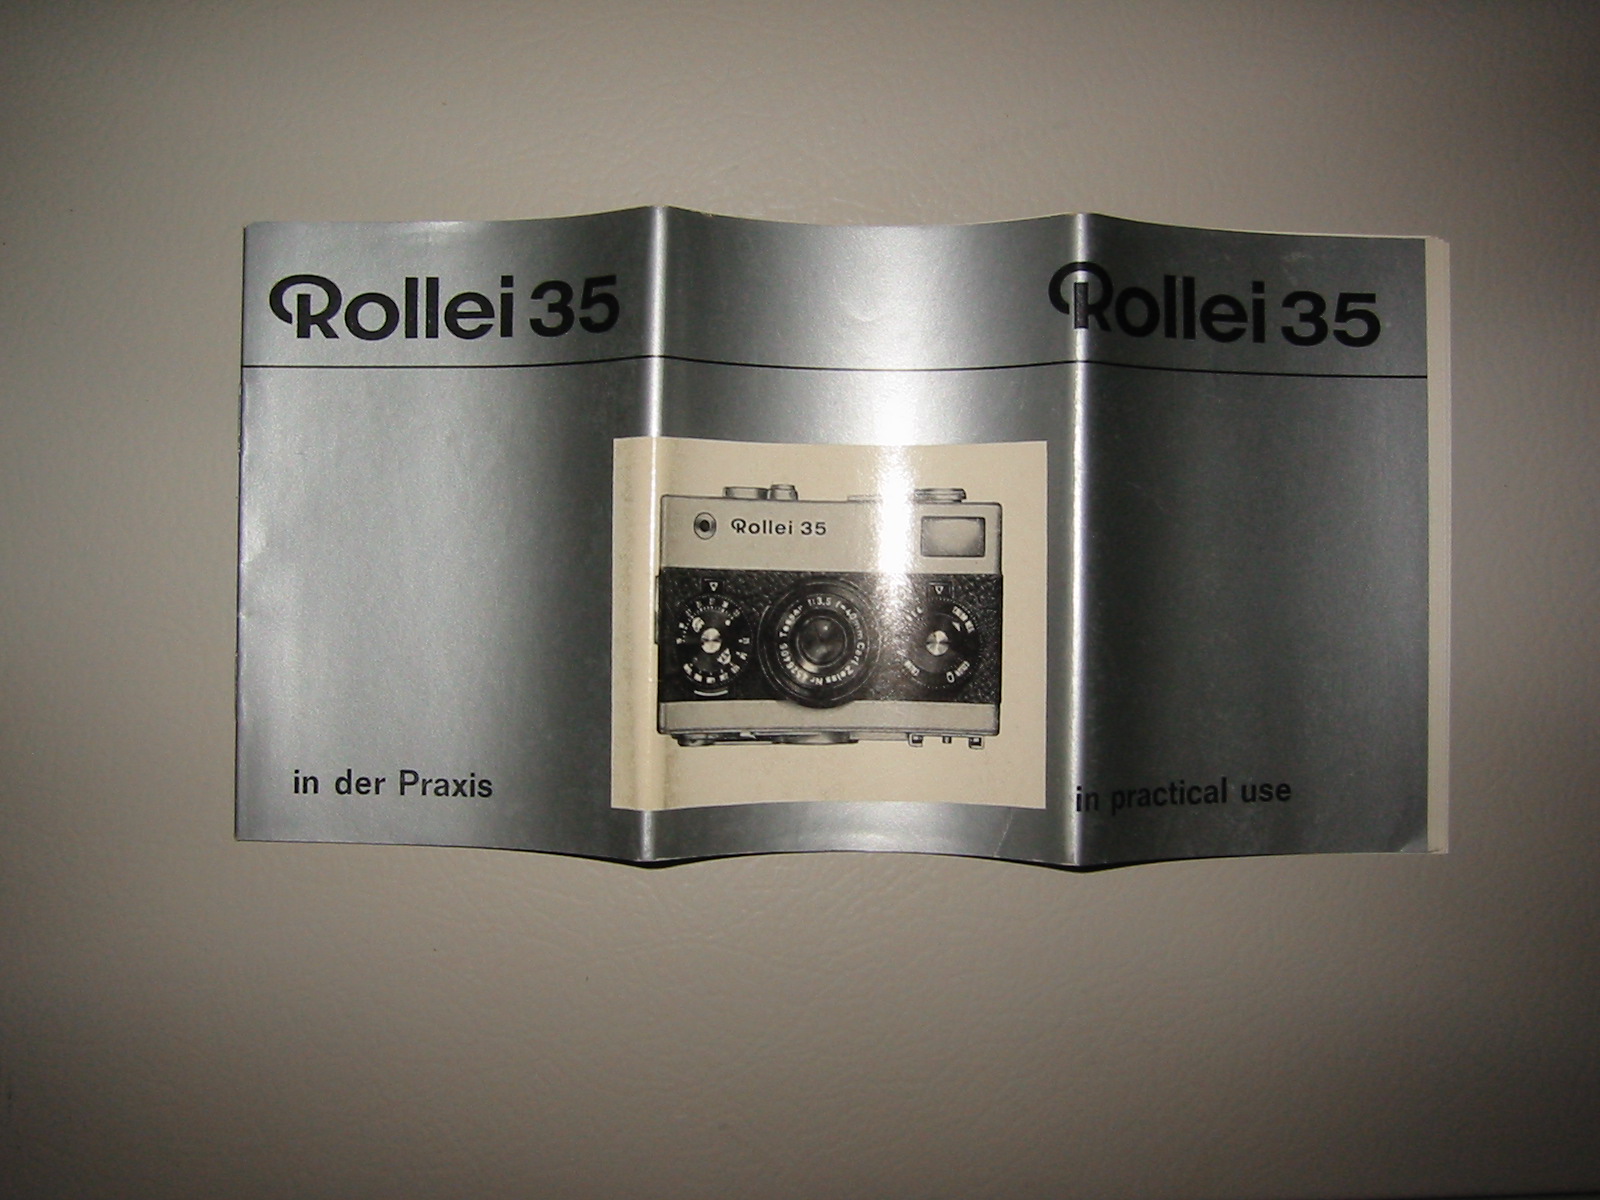 Rollei 35
Rollei 35
Rollei 35
Tessar 1:3,5 f=40mm Carl Zeiss Nr
in der Praxis
in practical use